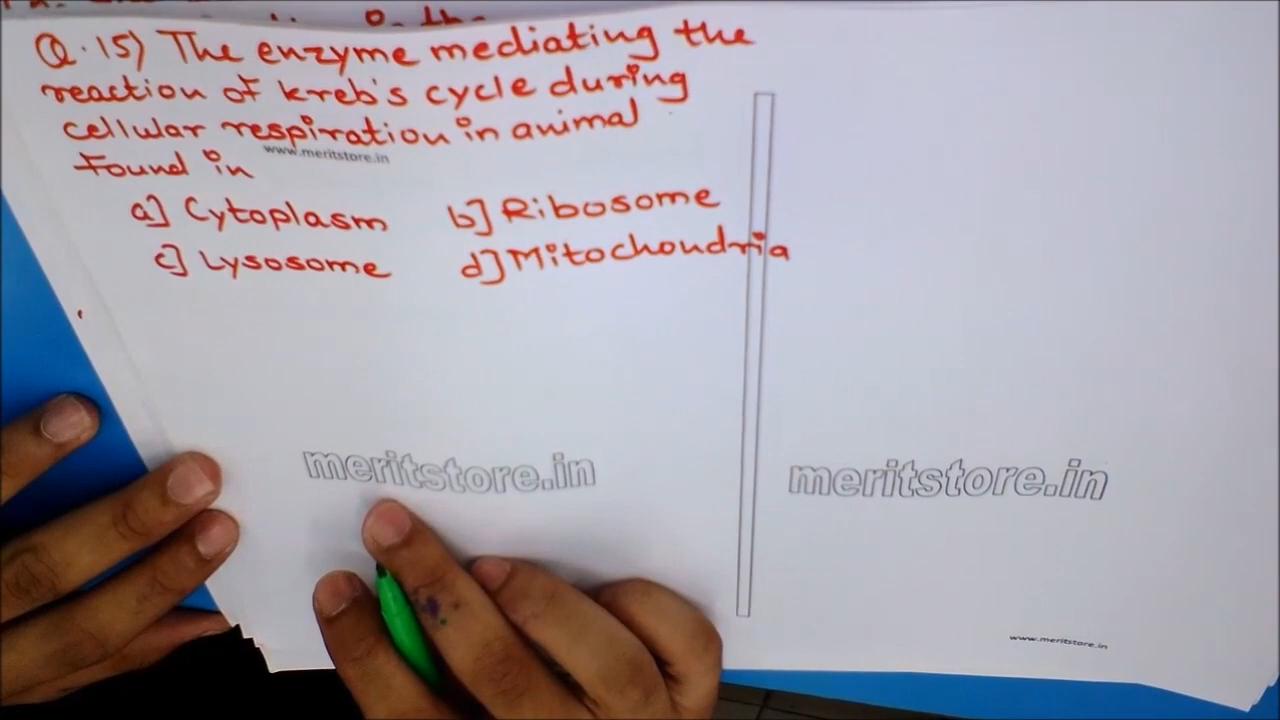 Q.15) The enzyme mediating the
reaction of kreb's cycle during
cellular respiration in animal
www.meritstore.in
Found in
a] Cytoplasm b] Ribosome
c] Lysosome d] Mitochondria
meritstore.in meritstore.in
www.meritstore.in